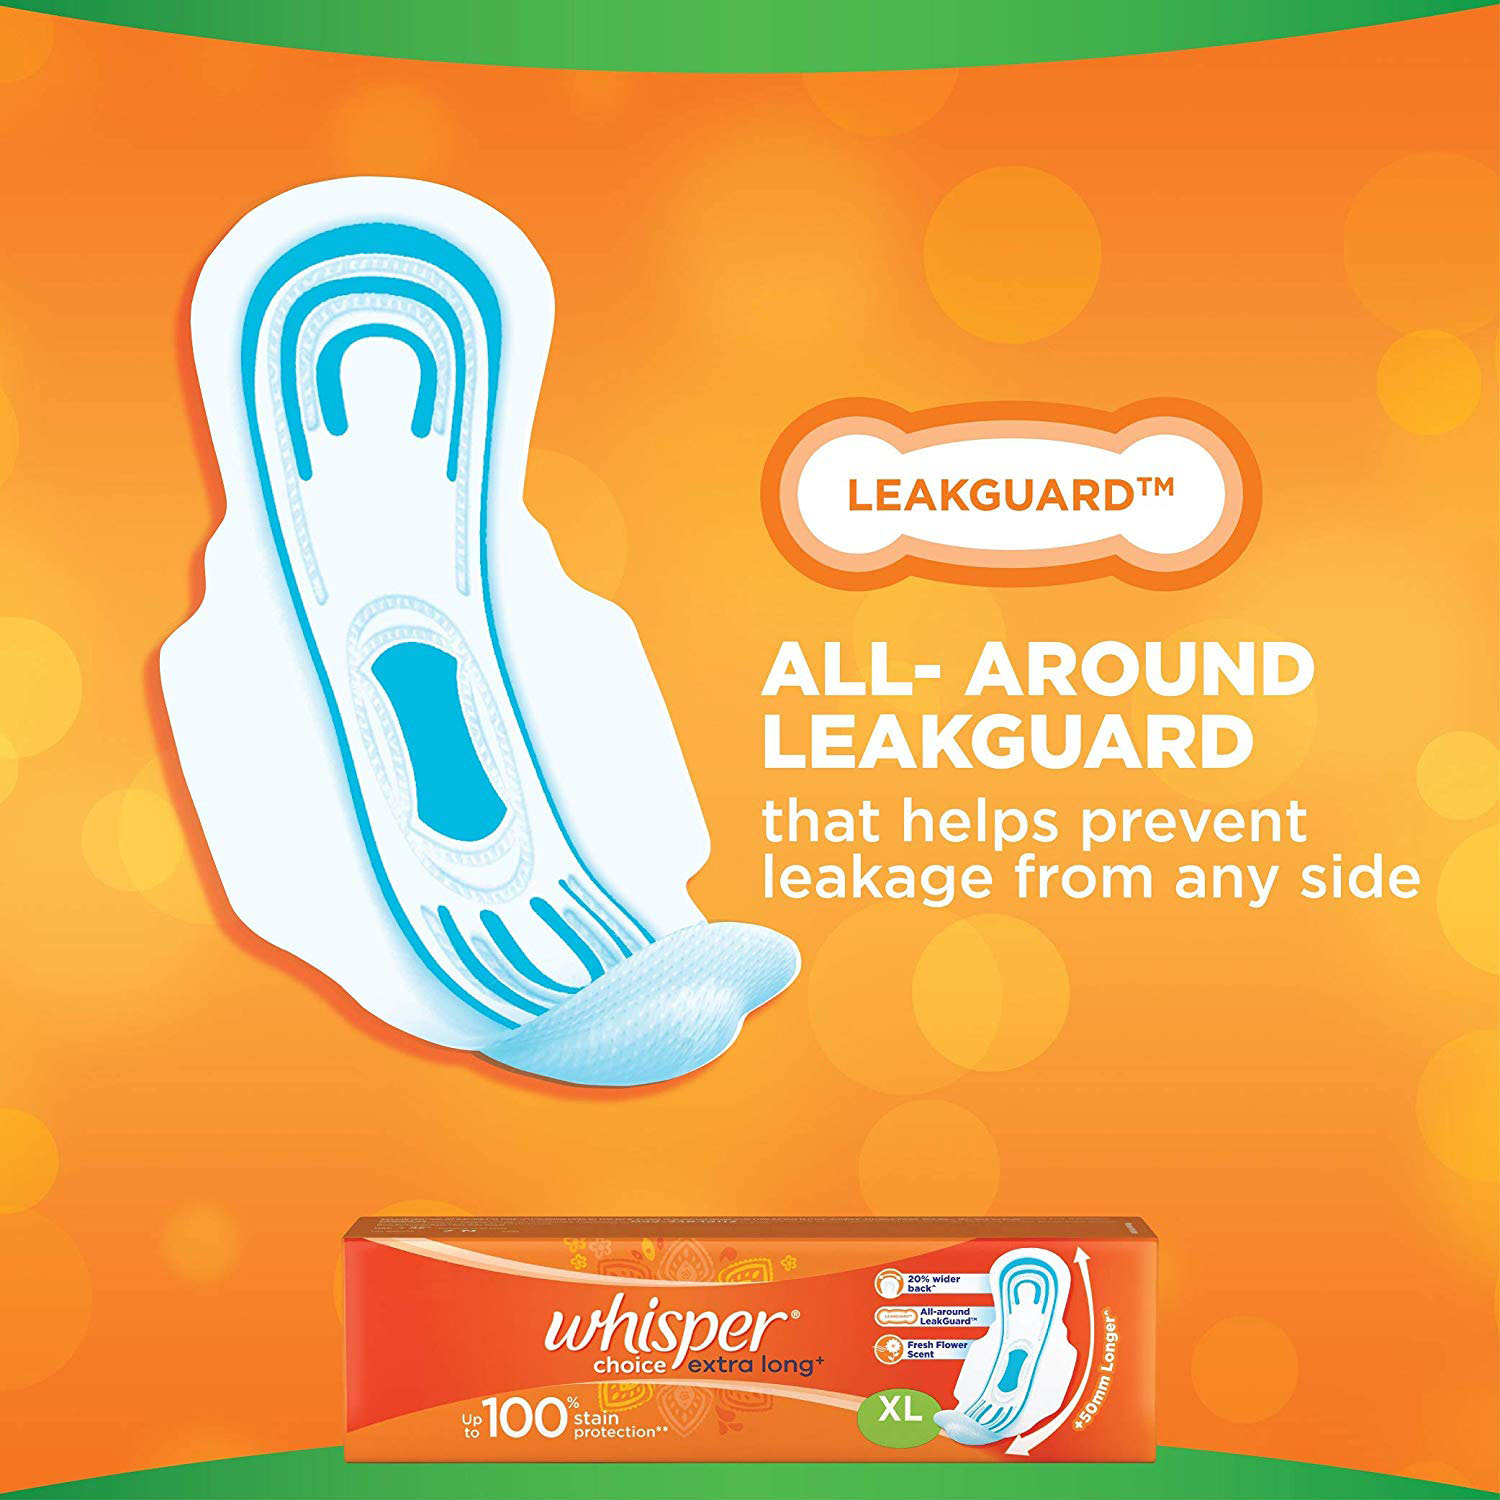 LEAKGUARD™
ALL- AROUND
LEAKGUARD
that helps prevent
leakage from any side
whisper®
choice extra long⁺
Up to 100% stain protection**
20% wider
back^
All-around
LeakGuard™
Fresh Flower
Scent
XL
+50mm Longer^